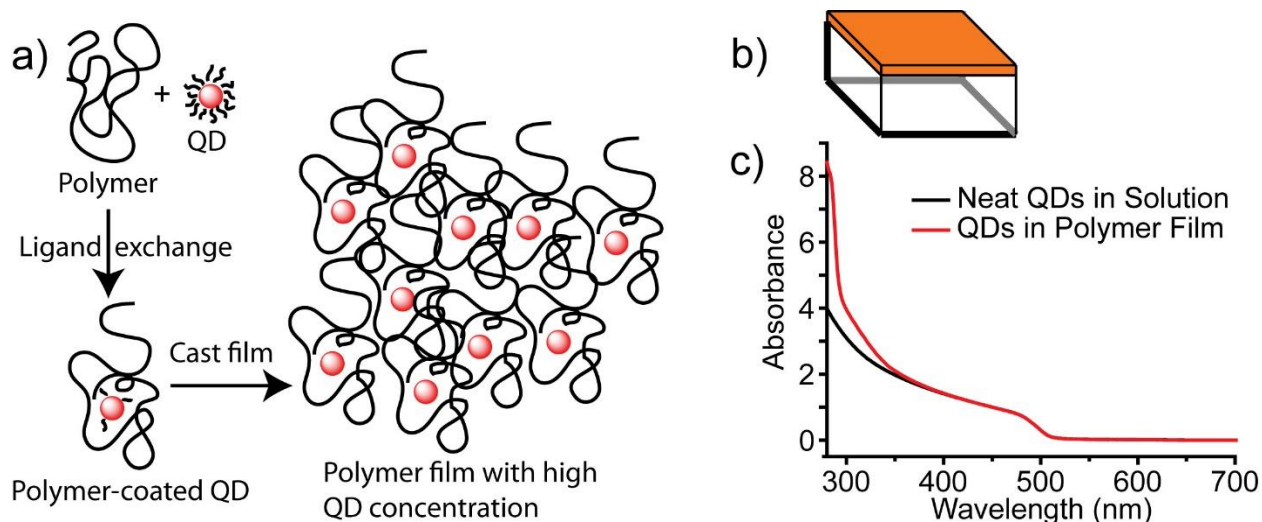 a)
+
QD
Polymer
Ligand exchange
Cast film
Polymer-coated QD
Polymer film with high
QD concentration
b)
c)
Neat QDs in Solution
QDs in Polymer Film
Absorbance
8
6
4
2
0
300 400 500 600 700
Wavelength (nm)